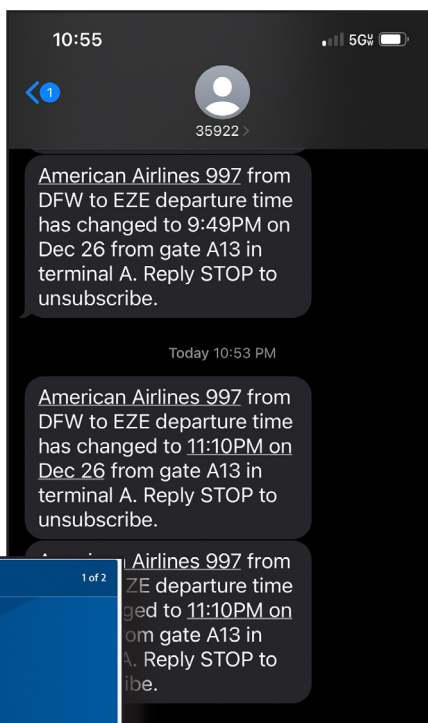 10:55
5GUW
1
35922
American Airlines 997 from
DFW to EZE departure time
has changed to 9:49PM on
Dec 26 from gate A13 in
terminal A. Reply STOP to
unsubscribe.
Today 10:53 PM
American Airlines 997 from
DFW to EZE departure time
has changed to 11:10PM on
Dec 26 from gate A13 in
terminal A. Reply STOP to
unsubscribe.
Airlines 997 from
ZE departure time
ged to 11:10PM on
om gate A13 in
. Reply STOP to
ibe.
1 of 2